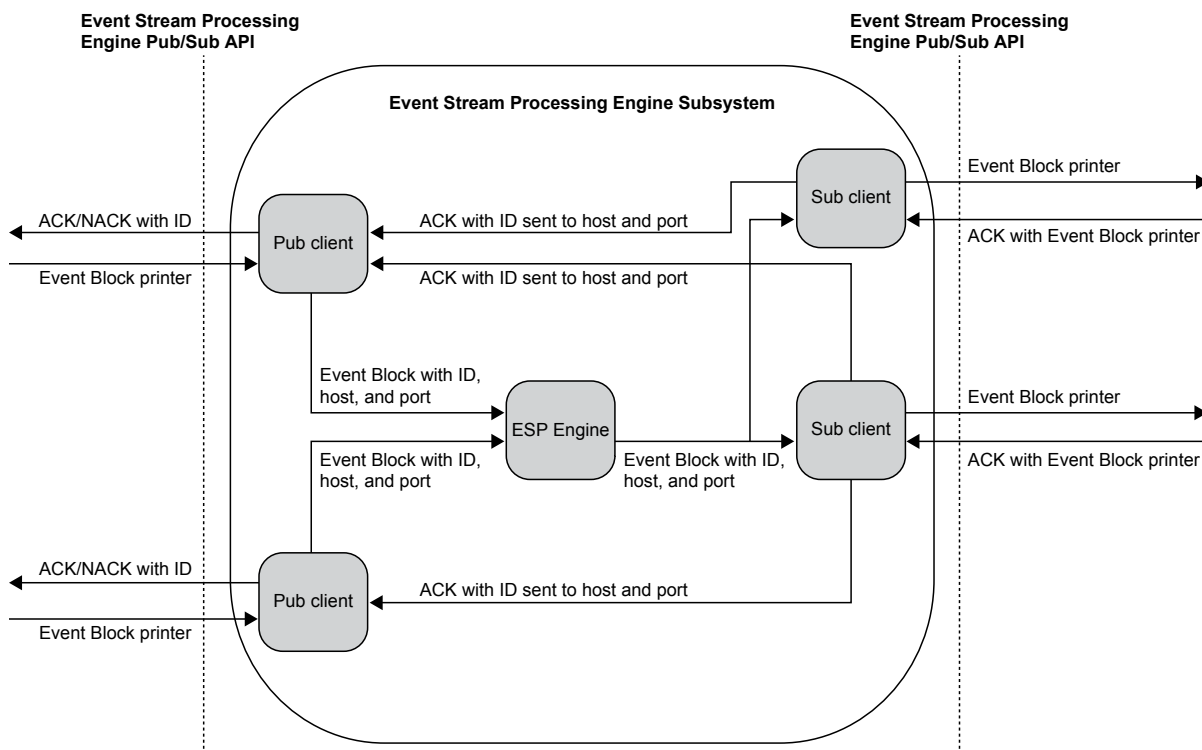 Event Stream Processing
Engine Pub/Sub API
Event Stream Processing
Engine Pub/Sub API
Event Stream Processing Engine Subsystem
Event Block printer
Sub client
ACK/NACK with ID
ACK with ID sent to host and port
ACK with Event Block printer
Pub client
Event Block printer
ACK with ID sent to host and port
Event Block with ID,
host, and port
Event Block printer
ESP Engine
Sub client
Event Block with ID,
host, and port
Event Block with ID,
host, and port
ACK with Event Block printer
ACK/NACK with ID
ACK with ID sent to host and port
Pub client
Event Block printer